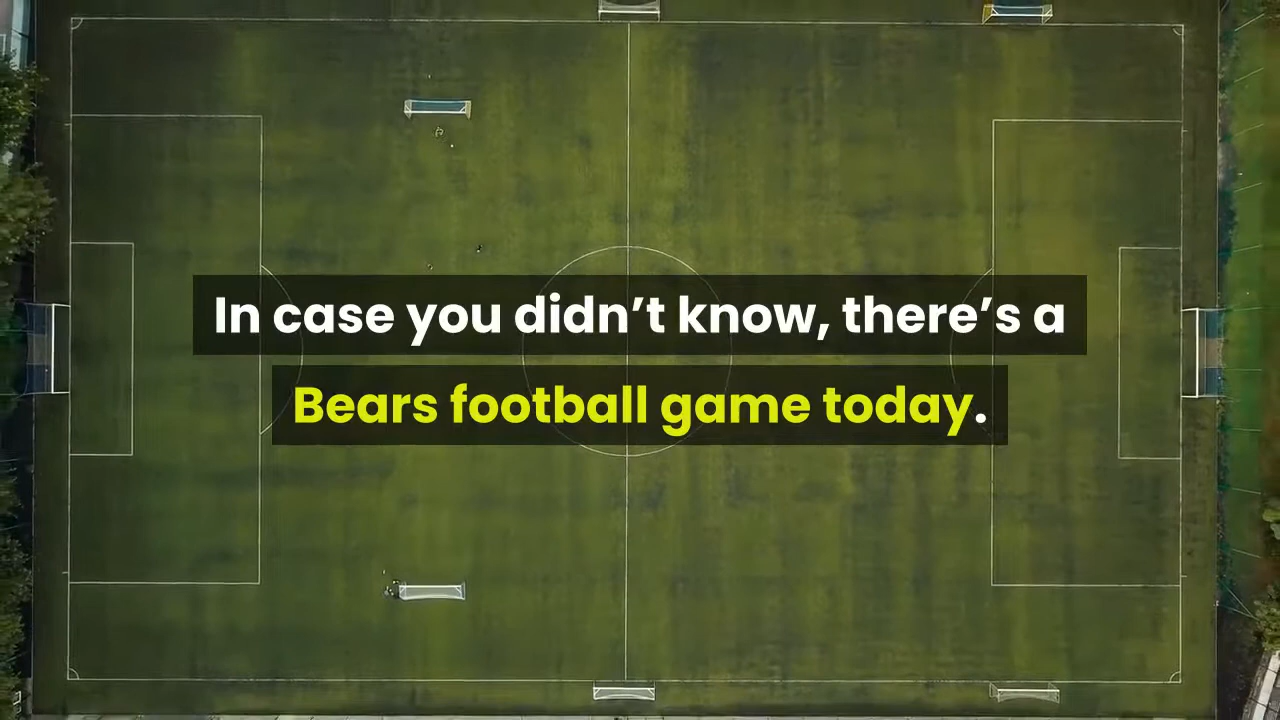 In case you didn’t know, there’s a
Bears football game today.